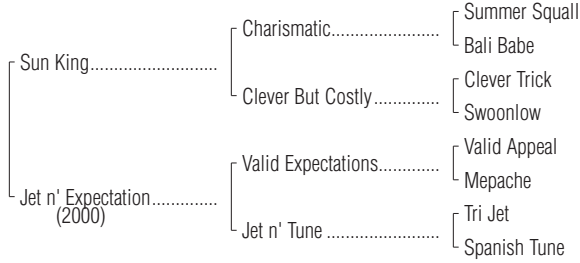 Summer Squall
Charismatic........................
Bali Babe
Sun King............................
Clever Trick
Clever But Costly..............
Swoonlow
Valid Appeal
Valid Expectations.............
Mepache
Jet n' Expectation..............
(2000)
Tri Jet
Jet n' Tune ........................
Spanish Tune